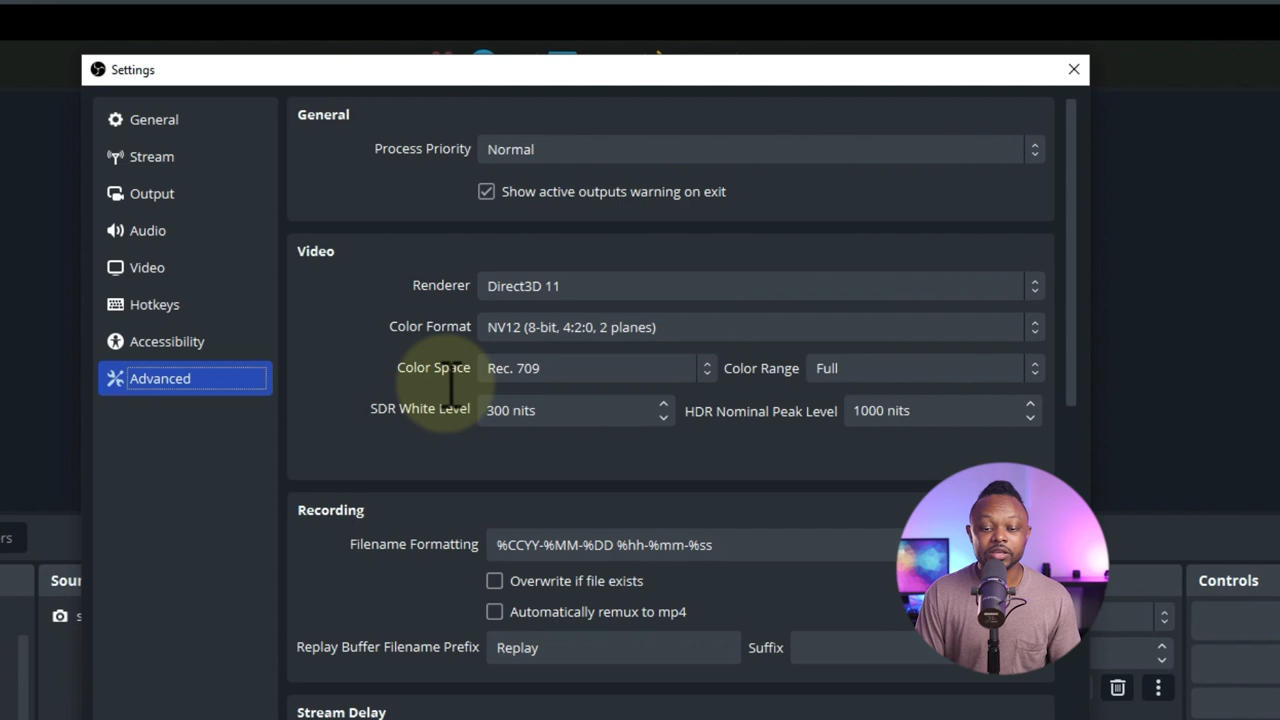 Settings
General
Stream
Output
Audio
Video
Hotkeys
Accessibility
Advanced
General
Process Priority Normal
Show active outputs warning on exit
Video
Renderer Direct3D 11
Color Format NV12 (8-bit, 4:2:0, 2 planes)
Color Space Rec. 709 Color Range Full
SDR White Level 300 nits HDR Nominal Peak Level 1000 nits
Recording
Filename Formatting %CCYY-%MM-%DD %hh-%mm-%ss
Overwrite if file exists
Automatically remux to mp4
Replay Buffer Filename Prefix Replay Suffix
Stream Delay
Controls